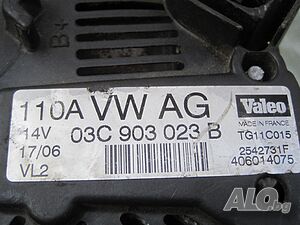 B+
110A VW AG
Valeo
MADE IN FRANCE
14V 03C 903 023 B
TG11C015
17/06
2542731F
VL2
406014075
ALO.bg